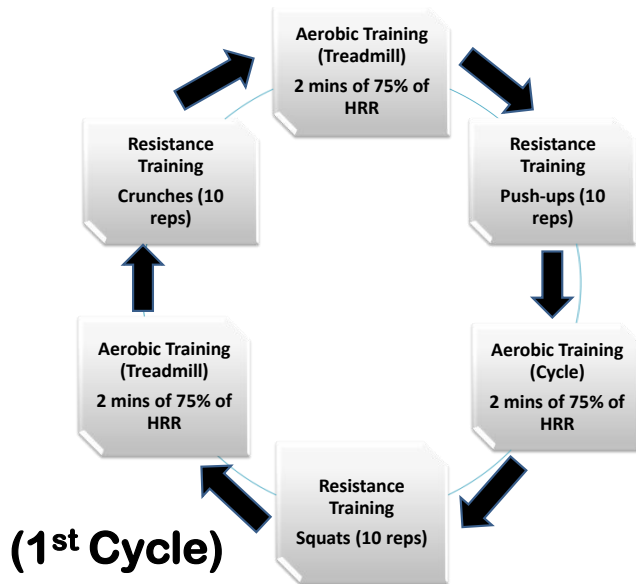 Aerobic Training
(Treadmill)
2 mins of 75% of
HRR
Resistance
Training
Push-ups (10
reps)
Aerobic Training
(Cycle)
2 mins of 75% of
HRR
Resistance
Training
Squats (10 reps)
Aerobic Training
(Treadmill)
2 mins of 75% of
HRR
Resistance
Training
Crunches (10
reps)
(1st Cycle)